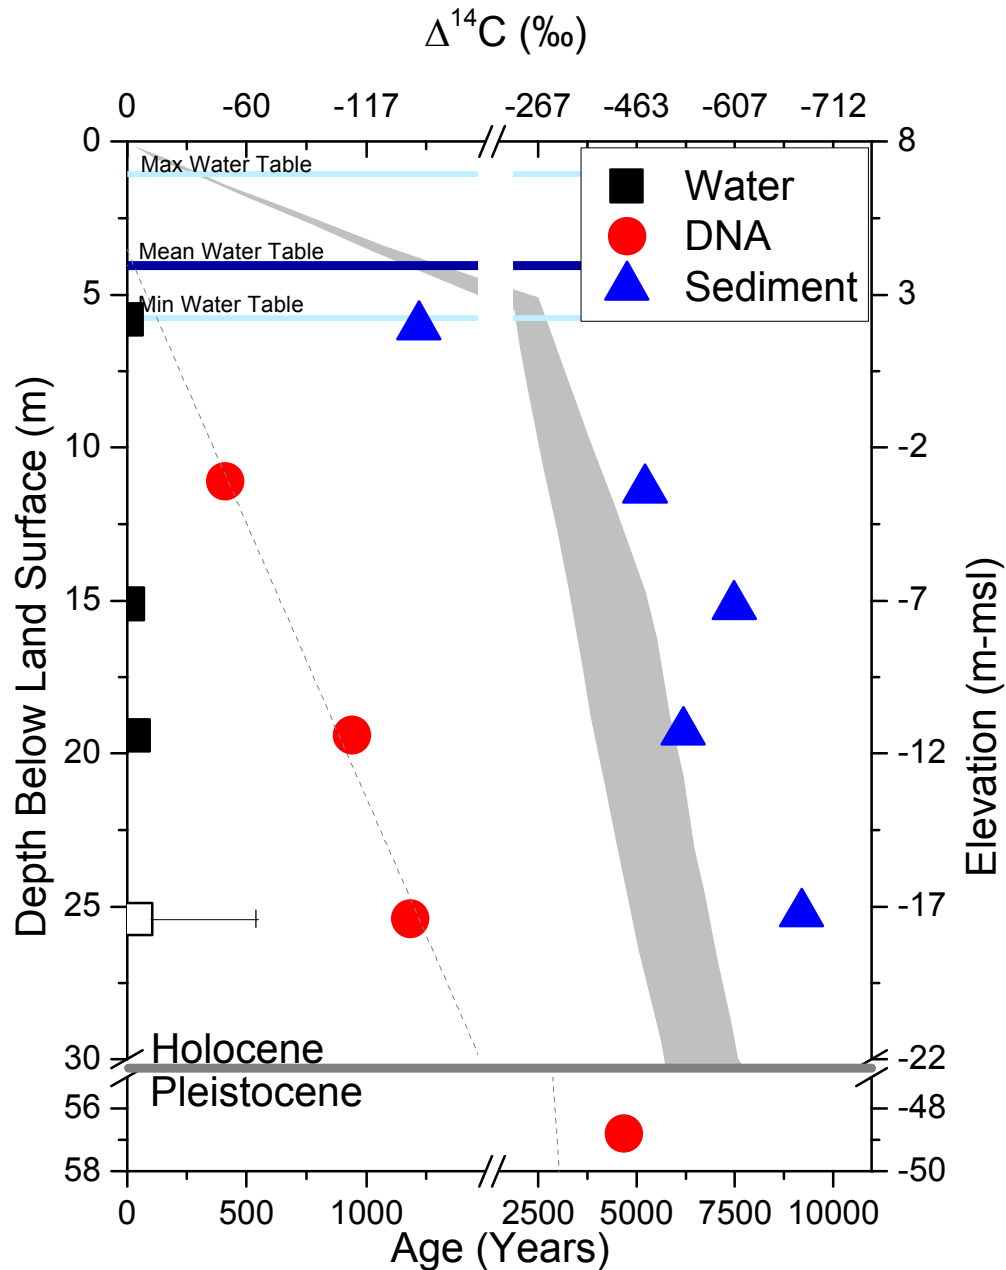 Δ¹⁴C (‰)
0 -60 -117 -267 -463 -607 -712
0 8
Max Water Table
Water
DNA
Sediment
Mean Water Table
5 3
Min Water Table
10 -2
15 -7
20 -12
25 -17
30 -22
Holocene
Pleistocene
56 -48
58 -50
0 500 1000 2500 5000 7500 10000
Age (Years)
Depth Below Land Surface (m)
Elevation (m-msl)